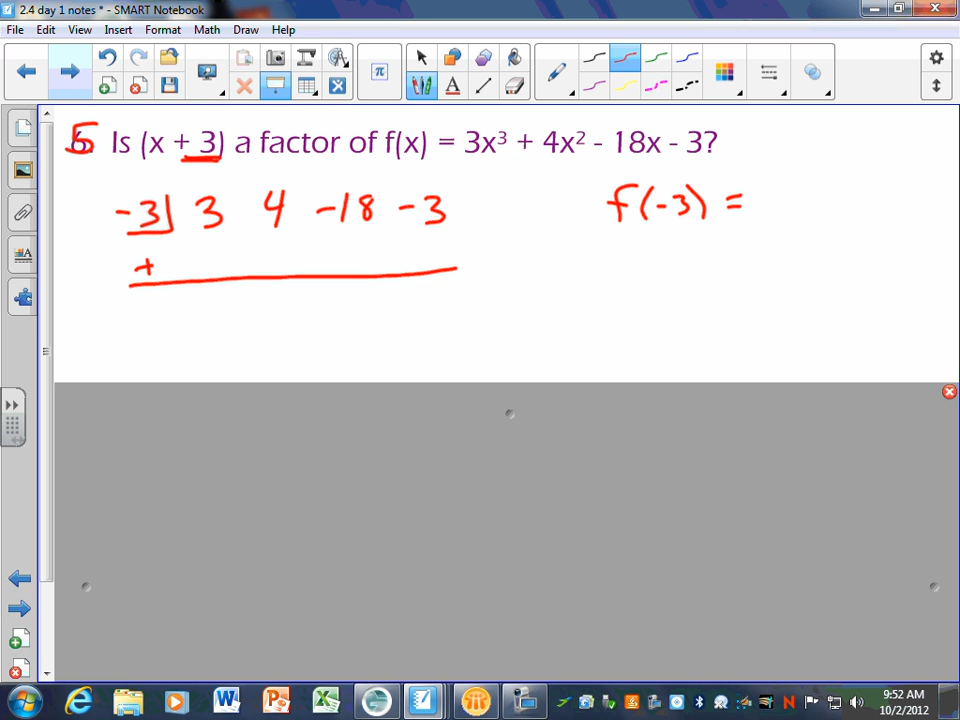 2.4 day 1 notes * - SMART Notebook
File Edit View Insert Format Math Draw Help
π A
5 Is (x + 3) a factor of f(x) = 3x³ + 4x² - 18x - 3?
-3| 3 4 -18 -3 f(-3) =
+
9:52 AM
10/2/2012